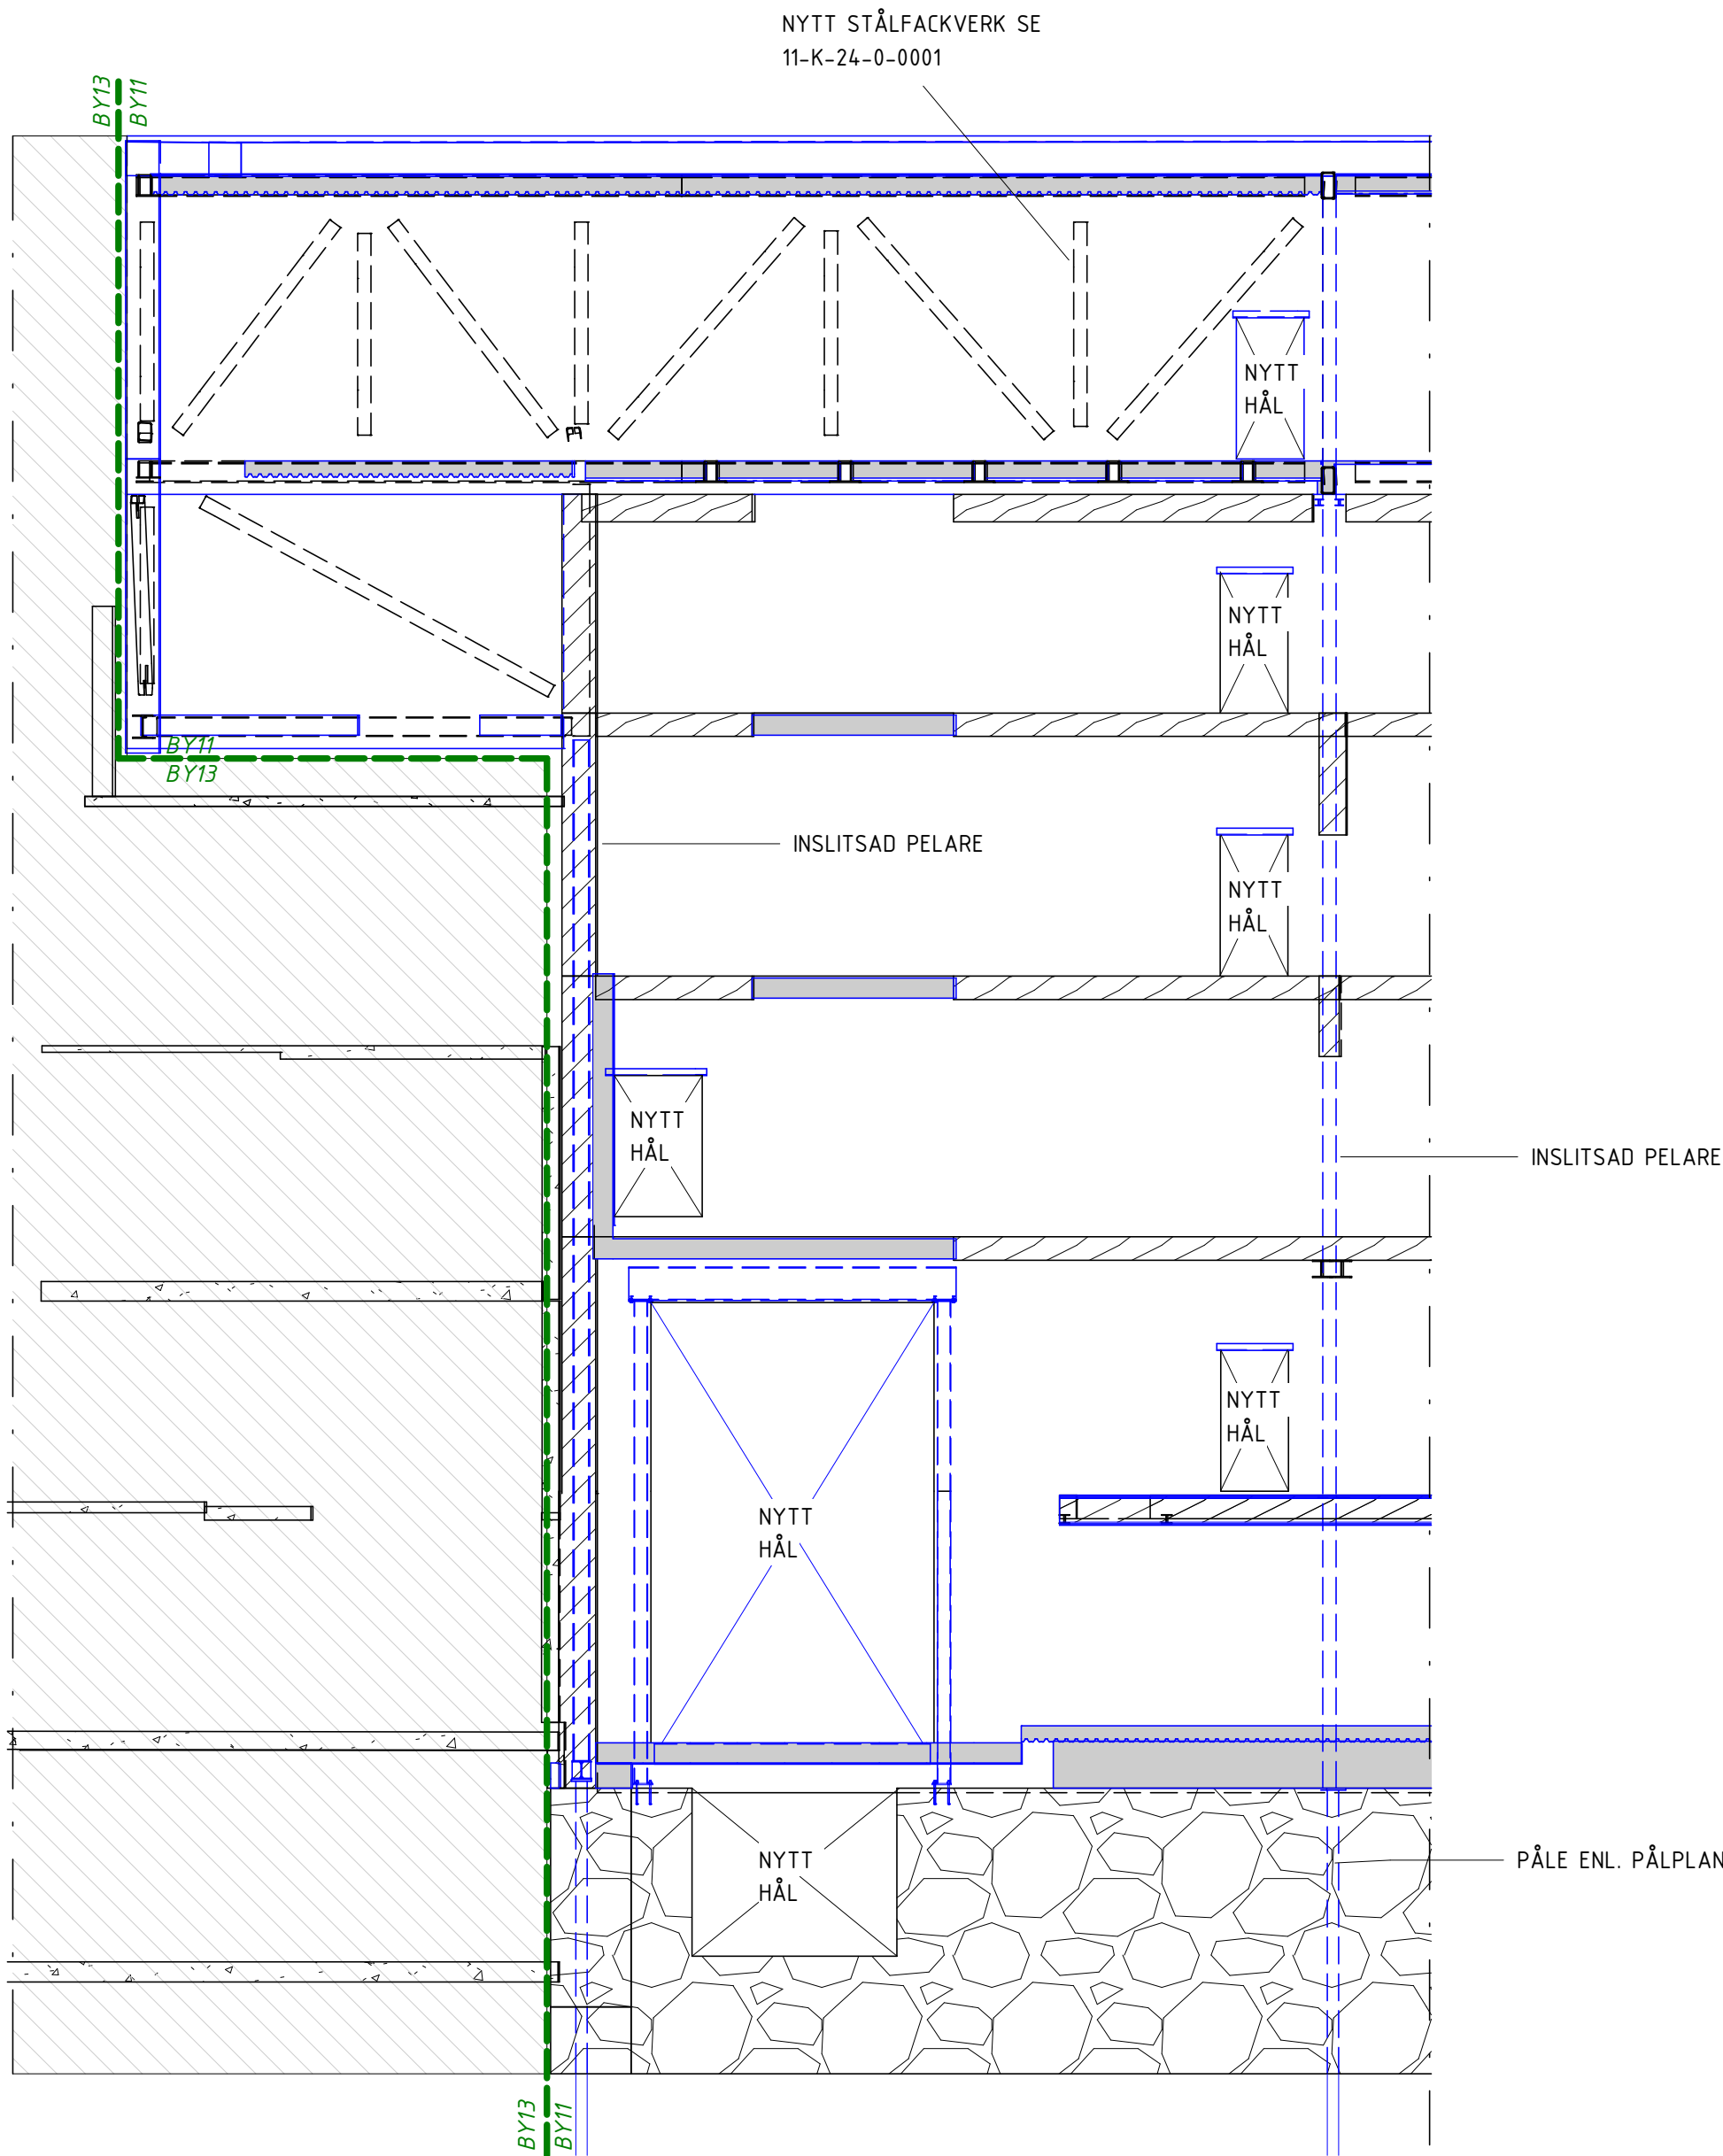 NYTT STÅLFACKVERK SE
11-K-24-0-0001
BY13
BY11
NYTT
HÅL
NYTT
HÅL
BY11
BY13
INSLITSAD PELARE
NYTT
HÅL
NYTT
HÅL
INSLITSAD PELARE
NYTT
HÅL
NYTT
HÅL
NYTT
HÅL
PÅLE ENL. PÅLPLAN
BY13
BY11